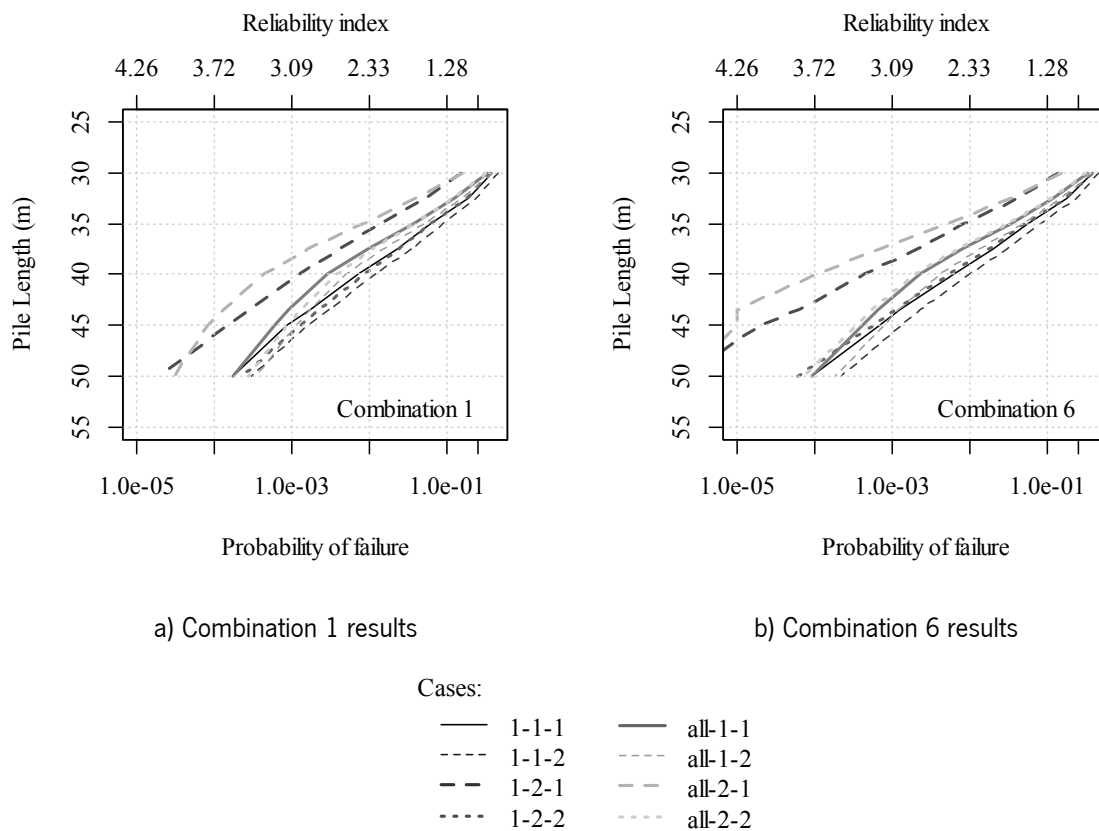 Reliability index
4.26 3.72 3.09 2.33 1.28
Pile Length (m)
25
30
35
40
45
50
55
Combination 1
1.0e-05 1.0e-03 1.0e-01
Probability of failure
a) Combination 1 results
Reliability index
4.26 3.72 3.09 2.33 1.28
Pile Length (m)
25
30
35
40
45
50
55
Combination 6
1.0e-05 1.0e-03 1.0e-01
Probability of failure
b) Combination 6 results
Cases:
1-1-1 all-1-1
1-1-2 all-1-2
1-2-1 all-2-1
1-2-2 all-2-2